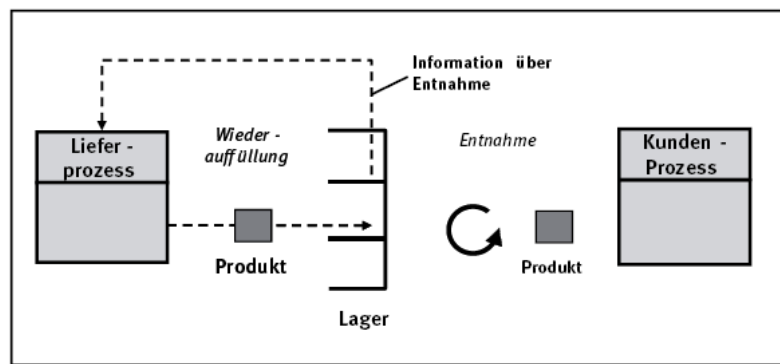 Information über
Entnahme
Liefer -
prozess
Wieder -
auffüllung
Entnahme
Kunden -
Prozess
Produkt
Produkt
Lager